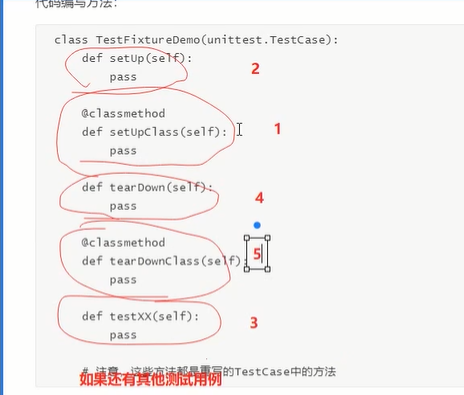 代码编写方法：
class TestFixtureDemo(unittest.TestCase):
def setUp(self):
pass
2
@classmethod
def setUpClass(self):
pass
1
def tearDown(self):
pass
4
@classmethod
def tearDownClass(self):
pass
5
def testXX(self):
pass
3
# 注意，这些方法都是重写的TestCase中的方法
如果还有其他测试用例